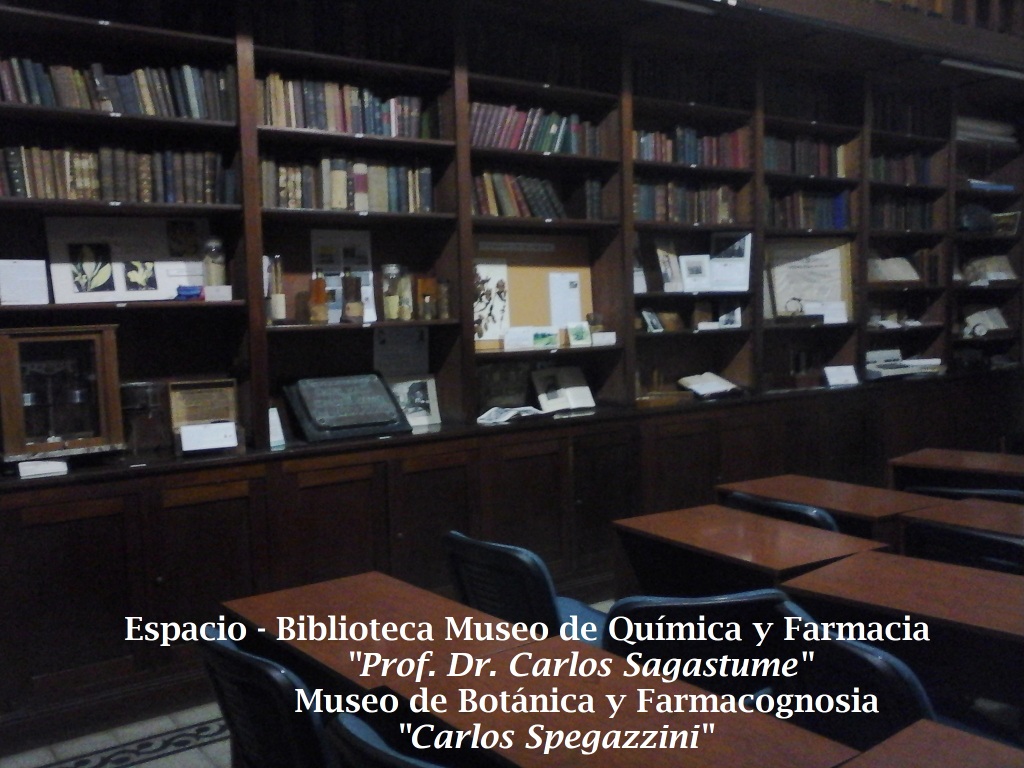 Espacio - Biblioteca Museo de Química y Farmacia
"Prof. Dr. Carlos Sagastume"
Museo de Botánica y Farmacognosia
"Carlos Spegazzini"